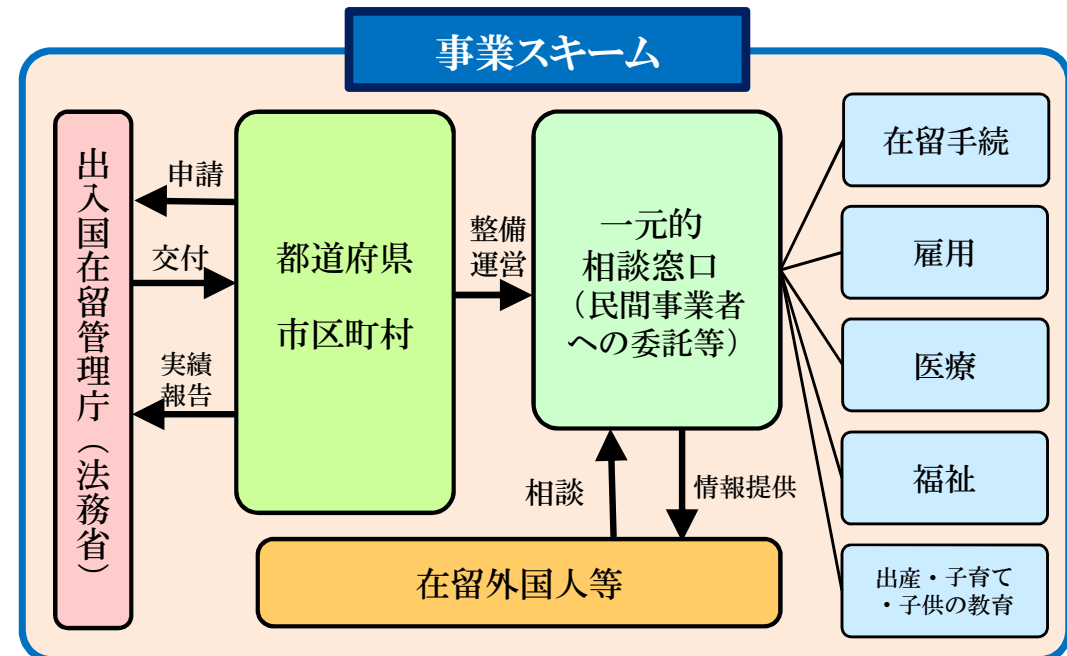 事業スキーム
出入国在留管理庁（法務省）
申請
交付
実績
報告
都道府県
市区町村
整備
運営
一元的
相談窓口
（民間事業者
への委託等）
相談
情報提供
在留外国人等
在留手続
雇用
医療
福祉
出産・子育て
・子供の教育